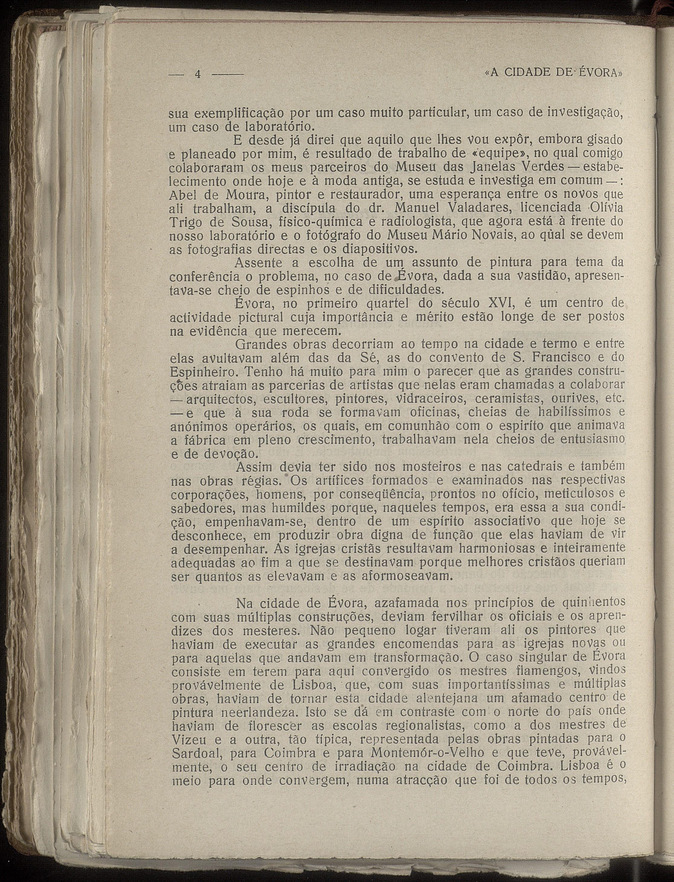 — 4 —— «A CIDADE DE ÉVORA»
sua exemplificação por um caso muito particular, um caso de investigação,
um caso de laboratório.
E desde já direi que aquilo que lhes vou expôr, embora gisado
e planeado por mim, é resultado de trabalho de «equipe», no qual comigo
colaboraram os meus parceiros do Museu das Janelas Verdes — estabe-
lecimento onde hoje e à moda antiga, se estuda e investiga em comum — :
Abel de Moura, pintor e restaurador, uma esperança entre os novos que
ali trabalham, a discípula do dr. Manuel Valadares, licenciada Olívia
Trigo de Sousa, físico-química e radiologista, que agora está à frente do
nosso laboratório e o fotógrafo do Museu Mário Novais, ao qual se devem
as fotografias directas e os diapositivos.
Assente a escolha de um assunto de pintura para tema da
conferência o problema, no caso de Évora, dada a sua vastidão, apresen-
tava-se cheio de espinhos e de dificuldades.
Évora, no primeiro quartel do século XVI, é um centro de
actividade pictural cuja importância e mérito estão longe de ser postos
na evidência que merecem.
Grandes obras decorriam ao tempo na cidade e termo e entre
elas avultavam além das da Sé, as do convento de S. Francisco e do
Espinheiro. Tenho há muito para mim o parecer que as grandes constru-
ções atraiam as parcerias de artistas que nelas eram chamadas a colaborar
— arquitectos, escultores, pintores, vidraceiros, ceramistas, ourives, etc.
— e que à sua roda se formavam oficinas, cheias de habilíssimos e
anónimos operários, os quais, em comunhão com o espirito que animava
a fábrica em pleno crescimento, trabalhavam nela cheios de entusiasmo
e de devoção.
Assim devia ter sido nos mosteiros e nas catedrais e também
nas obras régias. Os artífices formados e examinados nas respectivas
corporações, homens, por conseqüência, prontos no ofício, meticulosos e
sabedores, mas humildes porque, naqueles tempos, era essa a sua condi-
ção, empenhavam-se, dentro de um espírito associativo que hoje se
desconhece, em produzir obra digna de função que elas haviam de vir
a desempenhar. As igrejas cristãs resultavam harmoniosas e inteiramente
adequadas ao fim a que se destinavam porque melhores cristãos queriam
ser quantos as elevavam e as aformoseavam.
Na cidade de Évora, azafamada nos princípios de quinhentos
com suas múltiplas construções, deviam fervilhar os oficiais e os apren-
dizes dos mesteres. Não pequeno logar tiveram ali os pintores que
haviam de executar as grandes encomendas para as igrejas novas ou
para aquelas que andavam em transformação. O caso singular de Évora
consiste em terem para aqui convergido os mestres flamengos, vindos
provávelmente de Lisboa, que, com suas importantíssimas e múltiplas
obras, haviam de tornar esta cidade alentejana um afamado centro de
pintura neerlandeza. Isto se dá em contraste com o norte do país onde
haviam de florescer as escolas regionalistas, como a dos mestres de
Vizeu e a outra, tão típica, representada pelas obras pintadas para o
Sardoal, para Coimbra e para Montemór-o-Velho e que teve, provável-
mente, o seu centro de irradiação na cidade de Coimbra. Lisboa é o
meio para onde convergem, numa atracção que foi de todos os tempos,